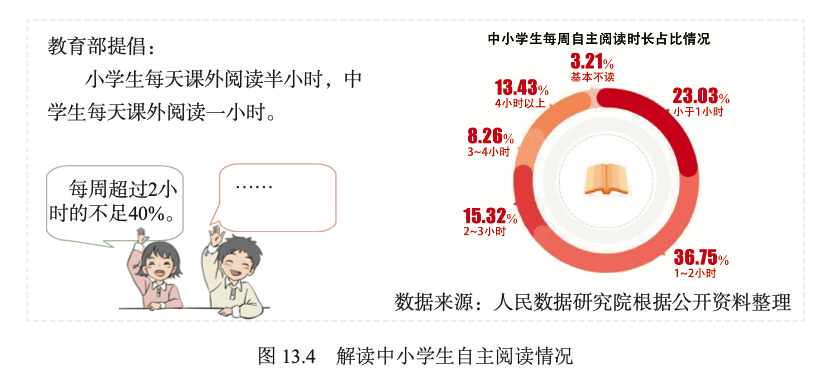 教育部提倡：
小学生每天课外阅读半小时，中
学生每天课外阅读一小时。
每周超过2小
时的不足40%。
……
中小学生每周自主阅读时长占比情况
3.21%
基本不读
23.03%
小于1小时
36.75%
1~2小时
15.32%
2~3小时
8.26%
3~4小时
13.43%
4小时以上
数据来源：人民数据研究院根据公开资料整理
图 13.4 解读中小学生自主阅读情况